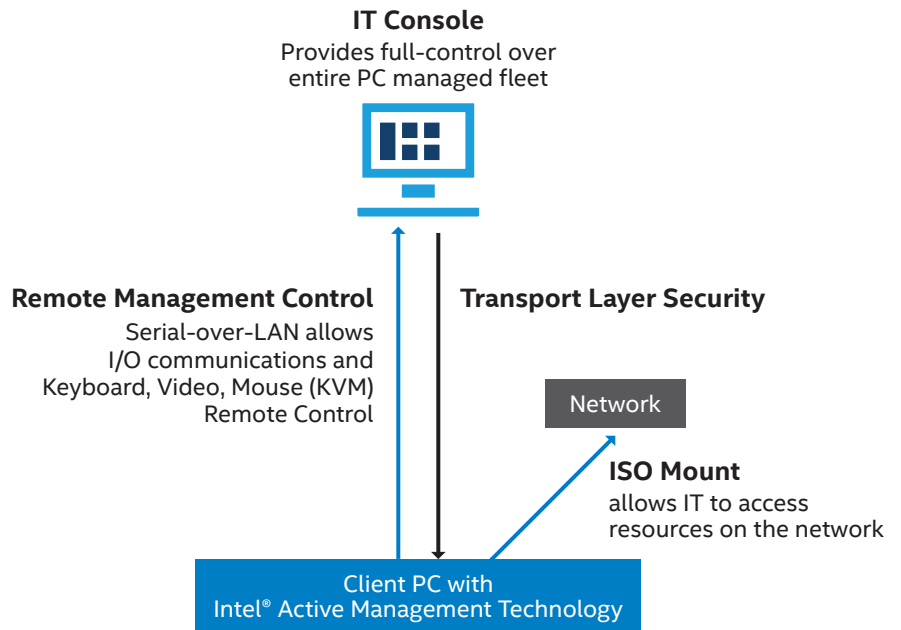 IT Console
Provides full-control over
entire PC managed fleet
Remote Management Control
Serial-over-LAN allows
I/O communications and
Keyboard, Video, Mouse (KVM)
Remote Control
Transport Layer Security
Network
ISO Mount
allows IT to access
resources on the network
Client PC with
Intel® Active Management Technology